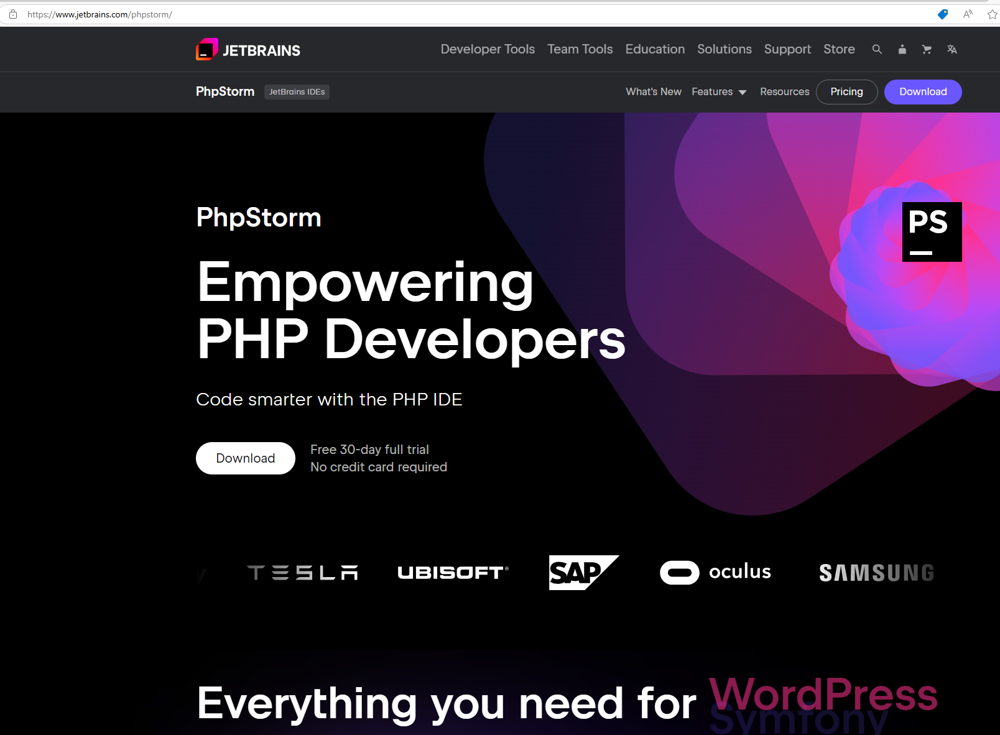 https://www.jetbrains.com/phpstorm/
JETBRAINS
Developer Tools Team Tools Education Solutions Support Store
PhpStorm JetBrains IDEs What's New Features Resources Pricing Download
PhpStorm
PS
Empowering
PHP Developers
Code smarter with the PHP IDE
Download
Free 30-day full trial
No credit card required
TESLA UBISOFT® SAP oculus SAMSUNG
Everything you need for WordPress
Symfony